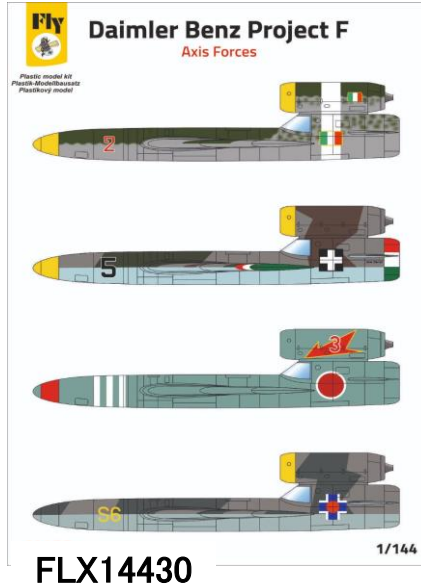 Fly
Daimler Benz Project F
Axis Forces
Plastic model kit
Plastik-Modellbausatz
Plastikový model
2
5
3
S6
1/144
FLX14430